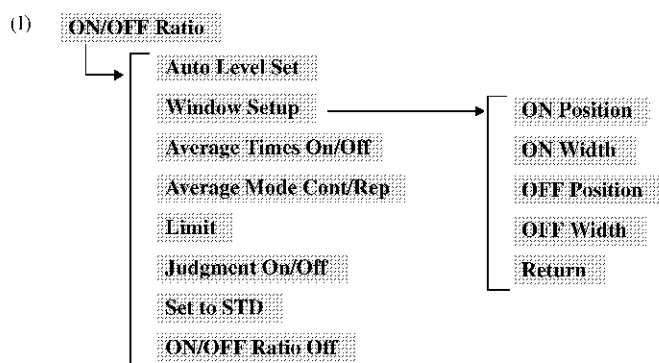 (1) ON/OFF Ratio
Auto Level Set
Window Setup
Average Times On/Off
Average Mode Cont/Rep
Limit
Judgment On/Off
Set to STD
ON/OFF Ratio Off
ON Position
ON Width
OFF Position
OFF Width
Return